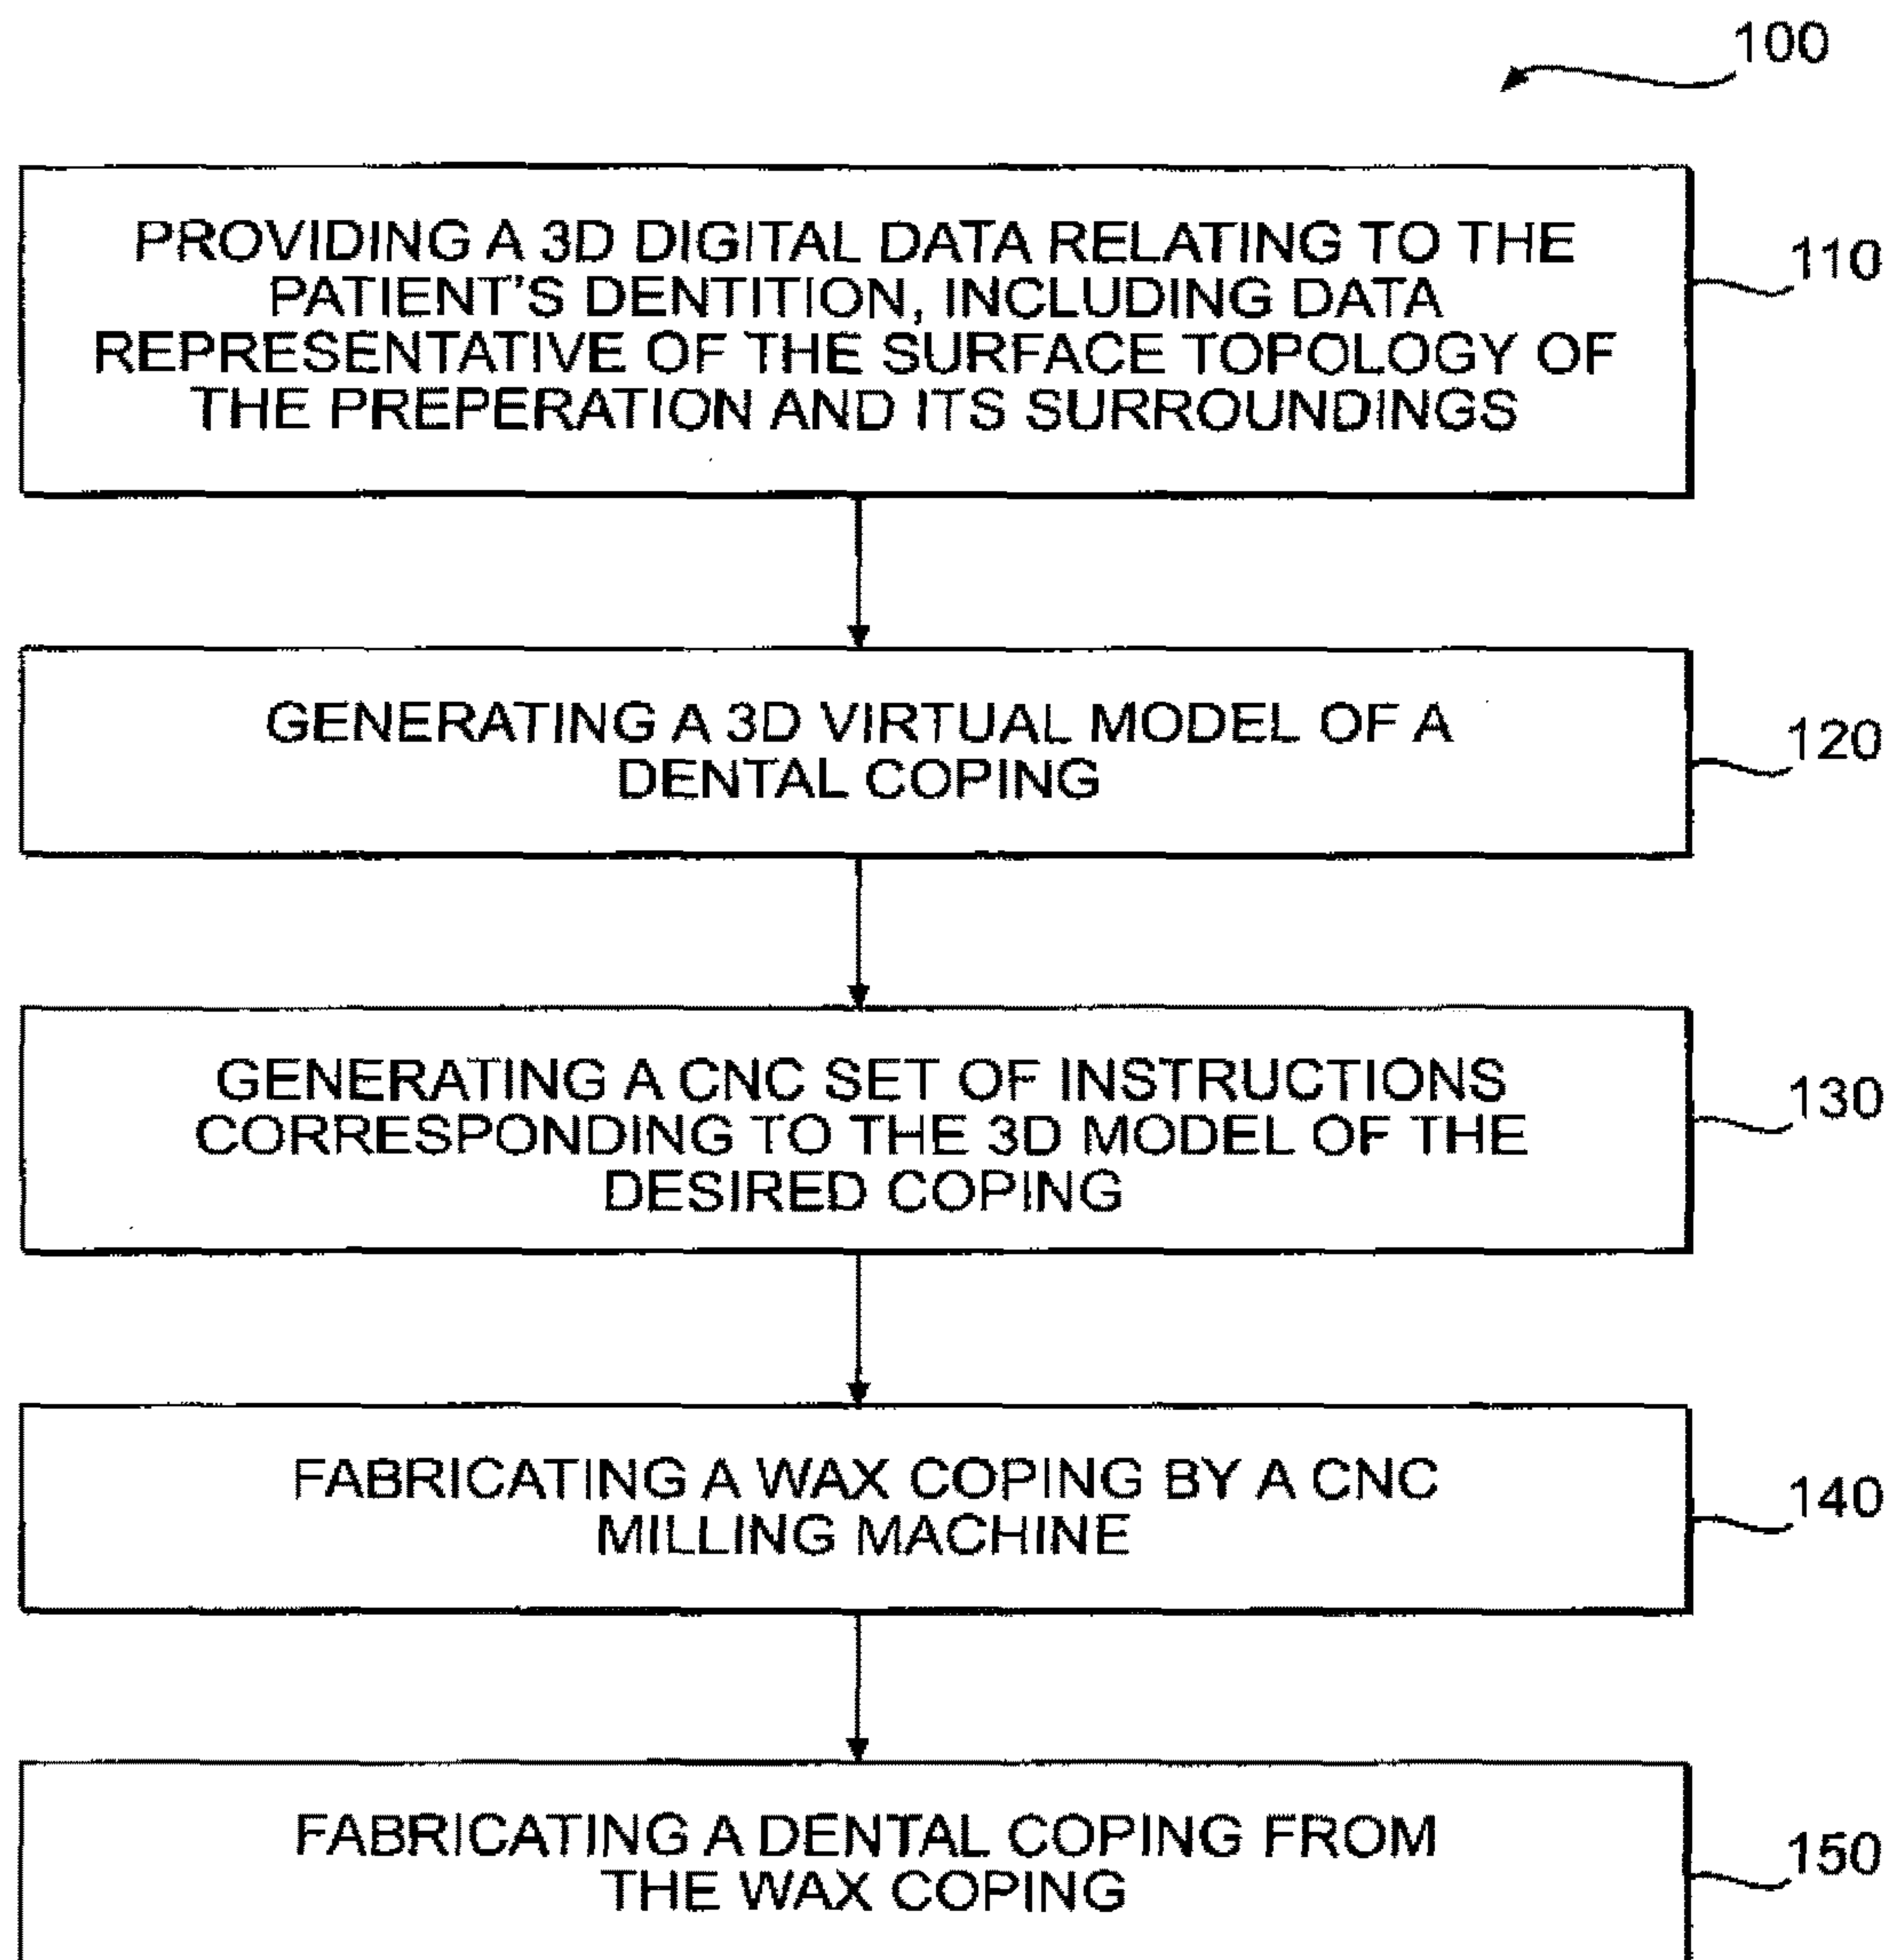 100
PROVIDING A 3D DIGITAL DATA RELATING TO THE
PATIENT'S DENTITION, INCLUDING DATA
REPRESENTATIVE OF THE SURFACE TOPOLOGY OF
THE PREPERATION AND ITS SURROUNDINGS
110
GENERATING A 3D VIRTUAL MODEL OF A
DENTAL COPING
120
GENERATING A CNC SET OF INSTRUCTIONS
CORRESPONDING TO THE 3D MODEL OF THE
DESIRED COPING
130
FABRICATING A WAX COPING BY A CNC
MILLING MACHINE
140
FABRICATING A DENTAL COPING FROM
THE WAX COPING
150